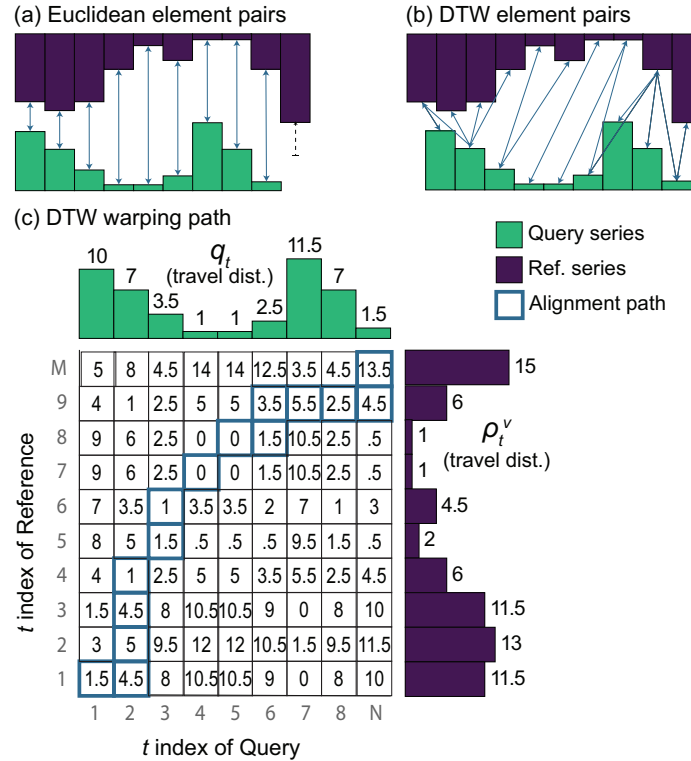 (a) Euclidean element pairs
(b) DTW element pairs
(c) DTW warping path
10 7 3.5 1 1 2.5 11.5 7 1.5
qt
(travel dist.)
Query series
Ref. series
Alignment path
M 5 8 4.5 14 14 12.5 3.5 4.5 13.5 15
9 4 1 2.5 5 5 3.5 5.5 2.5 4.5 6
8 9 6 2.5 0 0 1.5 10.5 2.5 .5 1
7 9 6 2.5 0 0 1.5 10.5 2.5 .5 1
6 7 3.5 1 3.5 3.5 2 7 1 3 4.5
5 8 5 1.5 .5 .5 .5 9.5 1.5 .5 2
4 4 1 2.5 5 5 3.5 5.5 2.5 4.5 6
3 1.5 4.5 8 10.5 10.5 9 0 8 10 11.5
2 3 5 9.5 12 12 10.5 1.5 9.5 11.5 13
1 1.5 4.5 8 10.5 10.5 9 0 8 10 11.5
ρtv
(travel dist.)
1 2 3 4 5 6 7 8 N
t index of Query
t index of Reference